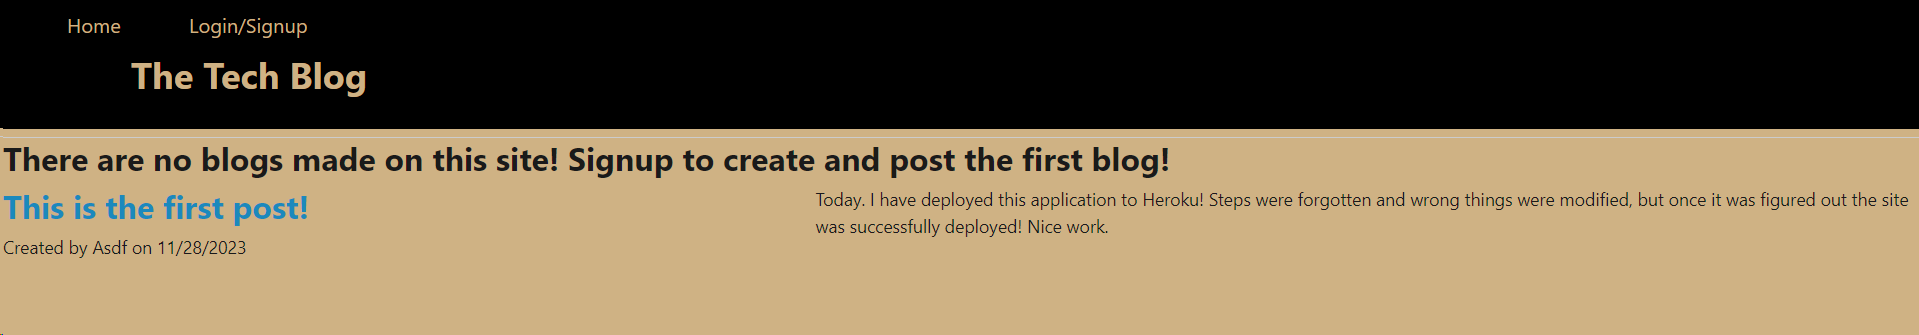 Home Login/Signup
The Tech Blog
There are no blogs made on this site! Signup to create and post the first blog!
This is the first post!
Created by Asdf on 11/28/2023
Today. I have deployed this application to Heroku! Steps were forgotten and wrong things were modified, but once it was figured out the site
was successfully deployed! Nice work.